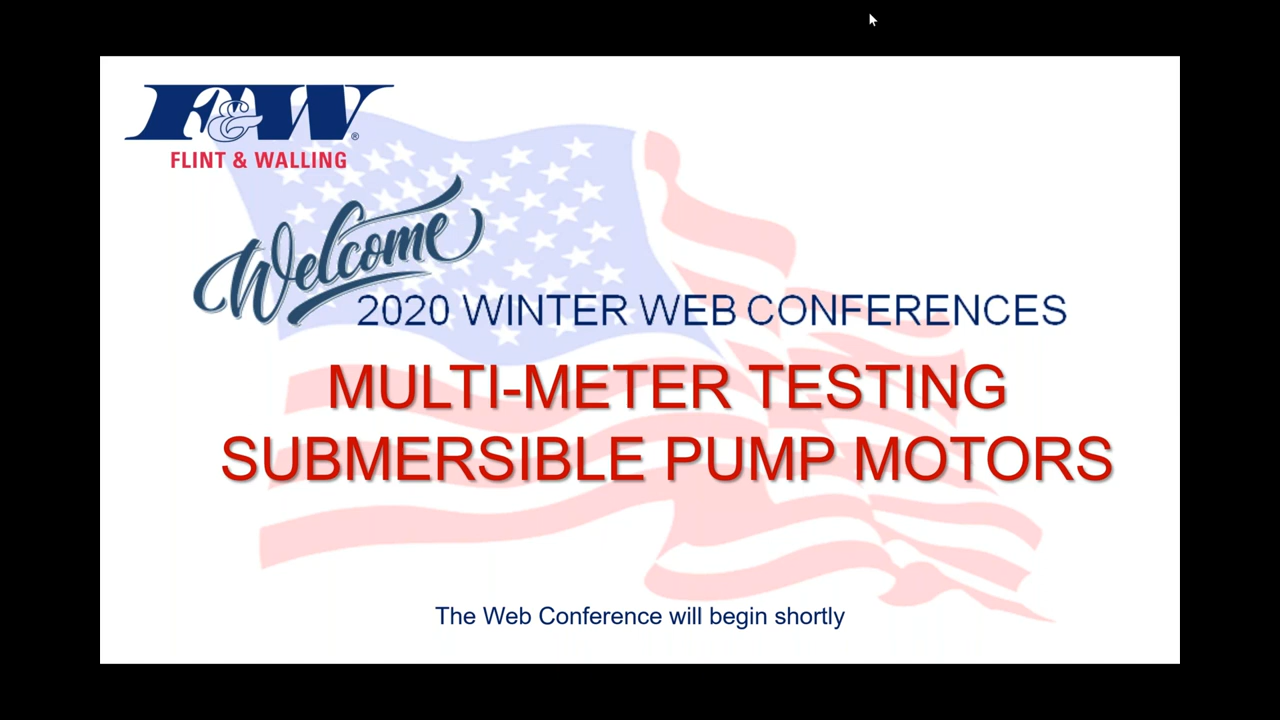 F&W®
FLINT & WALLING
Welcome
2020 WINTER WEB CONFERENCES
MULTI-METER TESTING
SUBMERSIBLE PUMP MOTORS
The Web Conference will begin shortly